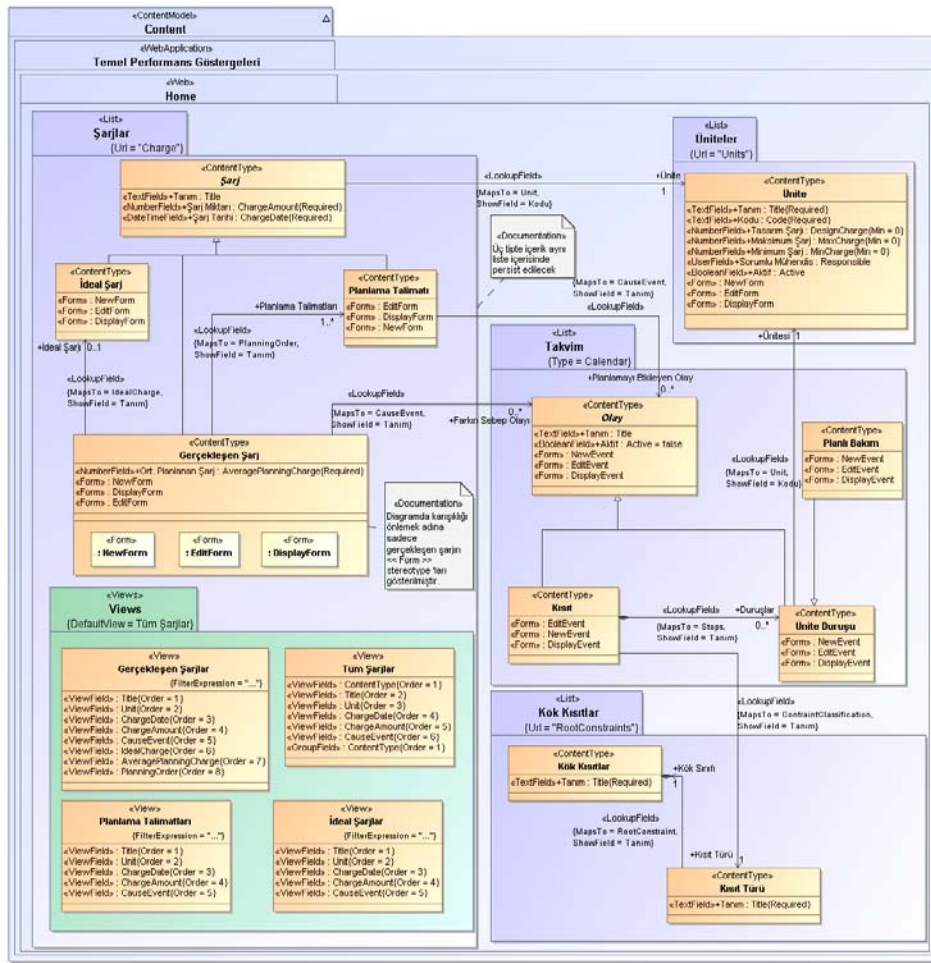 «ContentModel»
Content
«WebApplication»
Temel Performans Göstergeleri
«Web»
Home
«List»
Şarjlar
{Url = "Charge"}
«ContentType»
Şarj
«TextField»+Tanım : Title
«NumberField»+Şarj Miktarı : ChargeAmount{Required}
«DateTimeField»+Şarj Tarihi : ChargeDate{Required}
«LookupField»
{MapsTo = Unit,
ShowField = Kodu}
+Ünite
1
«List»
Üniteler
{Url = "Units"}
«ContentType»
Ünite
«TextField»+Tanım : Title{Required}
«TextField»+Kodu : Code{Required}
«NumberField»+Tasarım Şarjı : DesignCharge{Min = 0}
«NumberField»+Maksimum Şarj : MaxCharge{Min = 0}
«NumberField»+Minimum Şarj : MinCharge{Min = 0}
«UserField»+Sorumlu Mühendis : Responsible
«BooleanField»+Aktif : Active
«Form» : NewForm
«Form» : EditForm
«Form» : DisplayForm
«Documentation»
Üç tipte içerik aynı
liste içerisinde
persist edilecek
«ContentType»
İdeal Şarj
«Form» : NewForm
«Form» : EditForm
«Form» : DisplayForm
+İdeal Şarjı
0..1
«ContentType»
Planlama Talimatı
«Form» : EditForm
«Form» : DisplayForm
«Form» : NewForm
+Planlama Talimatları
1..*
«LookupField»
{MapsTo = PlanningOrder,
ShowField = Tanım}
«LookupField»
{MapsTo = IdealCharge,
ShowField = Tanım}
{MapsTo = CauseEvent,
ShowField = Tanım}
«LookupField»
«LookupField»
{MapsTo = CauseEvent,
ShowField = Tanım}
+Ünitesi
1
«List»
Takvim
{Type = Calendar}
+Planlamayı Etkileyen Olay
0..*
0..*
+Farkın Sebep Olayı
«ContentType»
Olay
«TextField»+Tanım : Title
«BooleanField»+Aktif : Active = false
«Form» : NewEvent
«Form» : EditEvent
«Form» : DisplayEvent
«ContentType»
Planlı Bakım
«Form» : NewEvent
«Form» : EditEvent
«Form» : DisplayEvent
«LookupField»
{MapsTo = Unit,
ShowField = Kodu}
«ContentType»
Gerçekleşen Şarj
«NumberField»+Ort. Planlanan Şarj : AveragePlanningCharge{Required}
«Form» : NewForm
«Form» : DisplayForm
«Form» : EditForm
«Form»
: NewForm
«Form»
: EditForm
«Form»
: DisplayForm
«Documentation»
Diagramda karışıklığı
önlemek adına
sadece
gerçekleşen şarjın
<< Form >>
stereotype 'ları
gösterilmiştir.
«ContentType»
Kısıt
«Form» : EditEvent
«Form» : NewEvent
«Form» : DisplayEvent
«LookupField»
{MapsTo = Stops,
ShowField = Tanım}
+Duruşlar
0..*
«ContentType»
Ünite Duruşu
«Form» : NewEvent
«Form» : EditEvent
«Form» : DisplayEvent
«Views»
Views
{DefaultView = Tüm Şarjlar}
«View»
Gerçekleşen Şarjlar
{FilterExpression = "..."}
«ViewField» : Title{Order = 1}
«ViewField» : Unit{Order = 2}
«ViewField» : ChargeDate{Order = 3}
«ViewField» : ChargeAmount{Order = 4}
«ViewField» : CauseEvent{Order = 5}
«ViewField» : IdealCharge{Order = 6}
«ViewField» : AveragePlanningCharge{Order = 7}
«ViewField» : PlanningOrder{Order = 8}
«View»
Tüm Şarjlar
«ViewField» : ContentType{Order = 1}
«ViewField» : Title{Order = 2}
«ViewField» : Unit{Order = 3}
«ViewField» : ChargeDate{Order = 4}
«ViewField» : ChargeAmount{Order = 5}
«ViewField» : CauseEvent{Order = 6}
«GroupField» : ContentType{Order = 1}
«View»
Planlama Talimatları
{FilterExpression = "..."}
«ViewField» : Title{Order = 1}
«ViewField» : Unit{Order = 2}
«ViewField» : ChargeDate{Order = 3}
«ViewField» : ChargeAmount{Order = 4}
«ViewField» : CauseEvent{Order = 5}
«View»
İdeal Şarjlar
{FilterExpression = "..."}
«ViewField» : Title{Order = 1}
«ViewField» : Unit{Order = 2}
«ViewField» : ChargeDate{Order = 3}
«ViewField» : ChargeAmount{Order = 4}
«ViewField» : CauseEvent{Order = 5}
«List»
Kök Kısıtlar
{Url = "RootConstraints"}
«LookupField»
{MapsTo = ContraintClassification,
ShowField = Tanım}
«ContentType»
Kök Kısıtlar
«TextField»+Tanım : Title{Required}
+Kök Sınıfı
1
«LookupField»
{MapsTo = RootConstraint,
ShowField = Tanım}
+Kısıt Türü
1
«ContentType»
Kısıt Türü
«TextField»+Tanım : Title{Required}